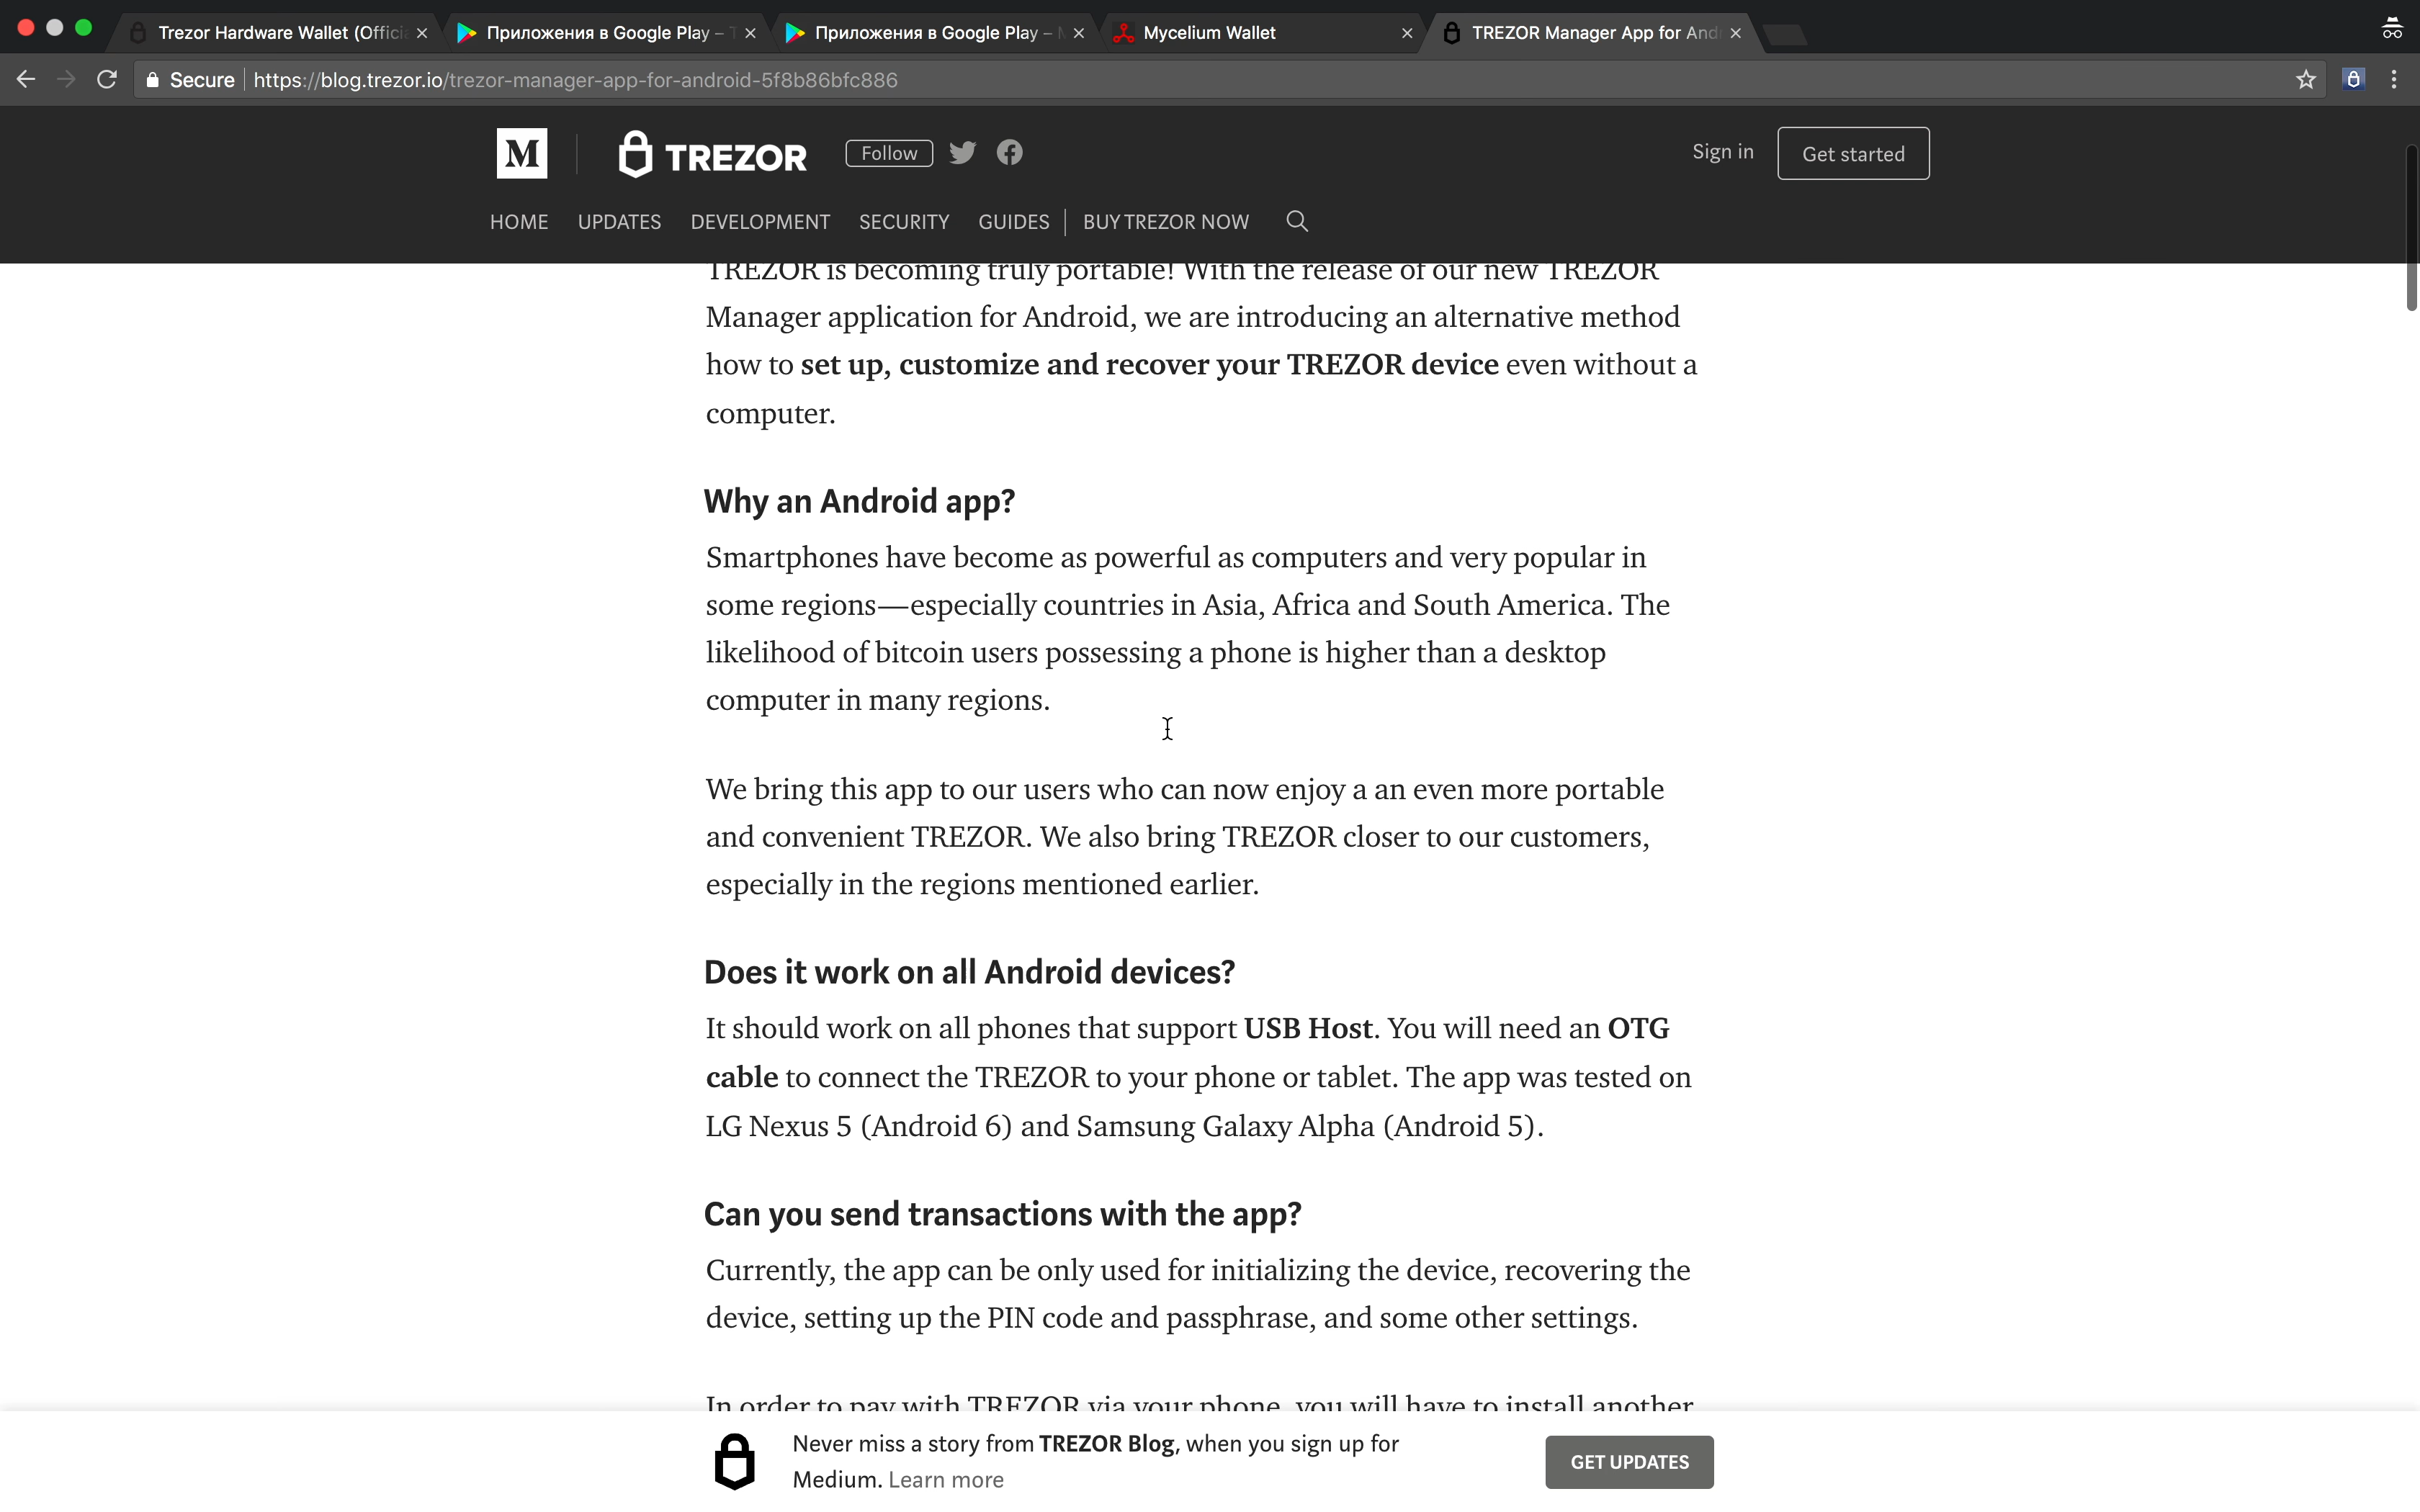 Trezor Hardware Wallet (Offici
Приложения в Google Play –
Приложения в Google Play –
Mycelium Wallet
TREZOR Manager App for And
Secure
https://blog.trezor.io/trezor-manager-app-for-android-5f8b86bfc886
M
TREZOR
Follow
Sign in
Get started
HOME
UPDATES
DEVELOPMENT
SECURITY
GUIDES
BUY TREZOR NOW
TREZOR is becoming truly portable! With the release of our new TREZOR
Manager application for Android, we are introducing an alternative method
how to set up, customize and recover your TREZOR device even without a
computer.
Why an Android app?
Smartphones have become as powerful as computers and very popular in
some regions—especially countries in Asia, Africa and South America. The
likelihood of bitcoin users possessing a phone is higher than a desktop
computer in many regions.
We bring this app to our users who can now enjoy a an even more portable
and convenient TREZOR. We also bring TREZOR closer to our customers,
especially in the regions mentioned earlier.
Does it work on all Android devices?
It should work on all phones that support USB Host. You will need an OTG
cable to connect the TREZOR to your phone or tablet. The app was tested on
LG Nexus 5 (Android 6) and Samsung Galaxy Alpha (Android 5).
Can you send transactions with the app?
Currently, the app can be only used for initializing the device, recovering the
device, setting up the PIN code and passphrase, and some other settings.
In order to pay with TREZOR via your phone, you will have to install another
Never miss a story from TREZOR Blog, when you sign up for
Medium. Learn more
GET UPDATES